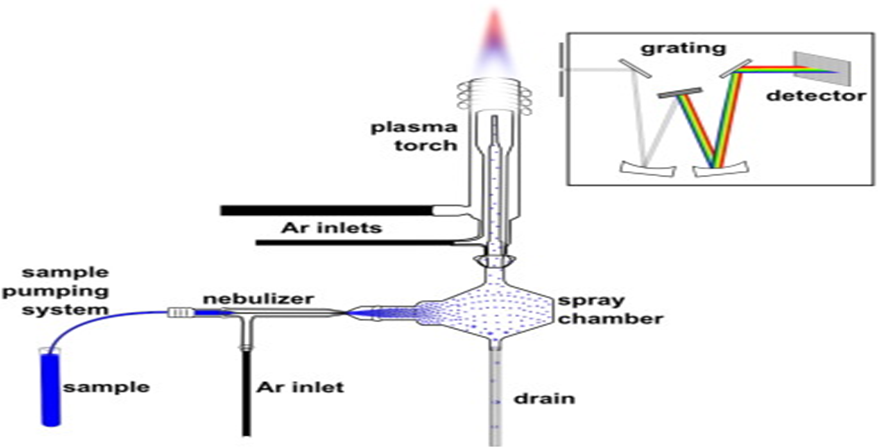 grating
detector
plasma
torch
Ar inlets
sample
pumping
system
nebulizer
spray
chamber
sample
Ar inlet
drain